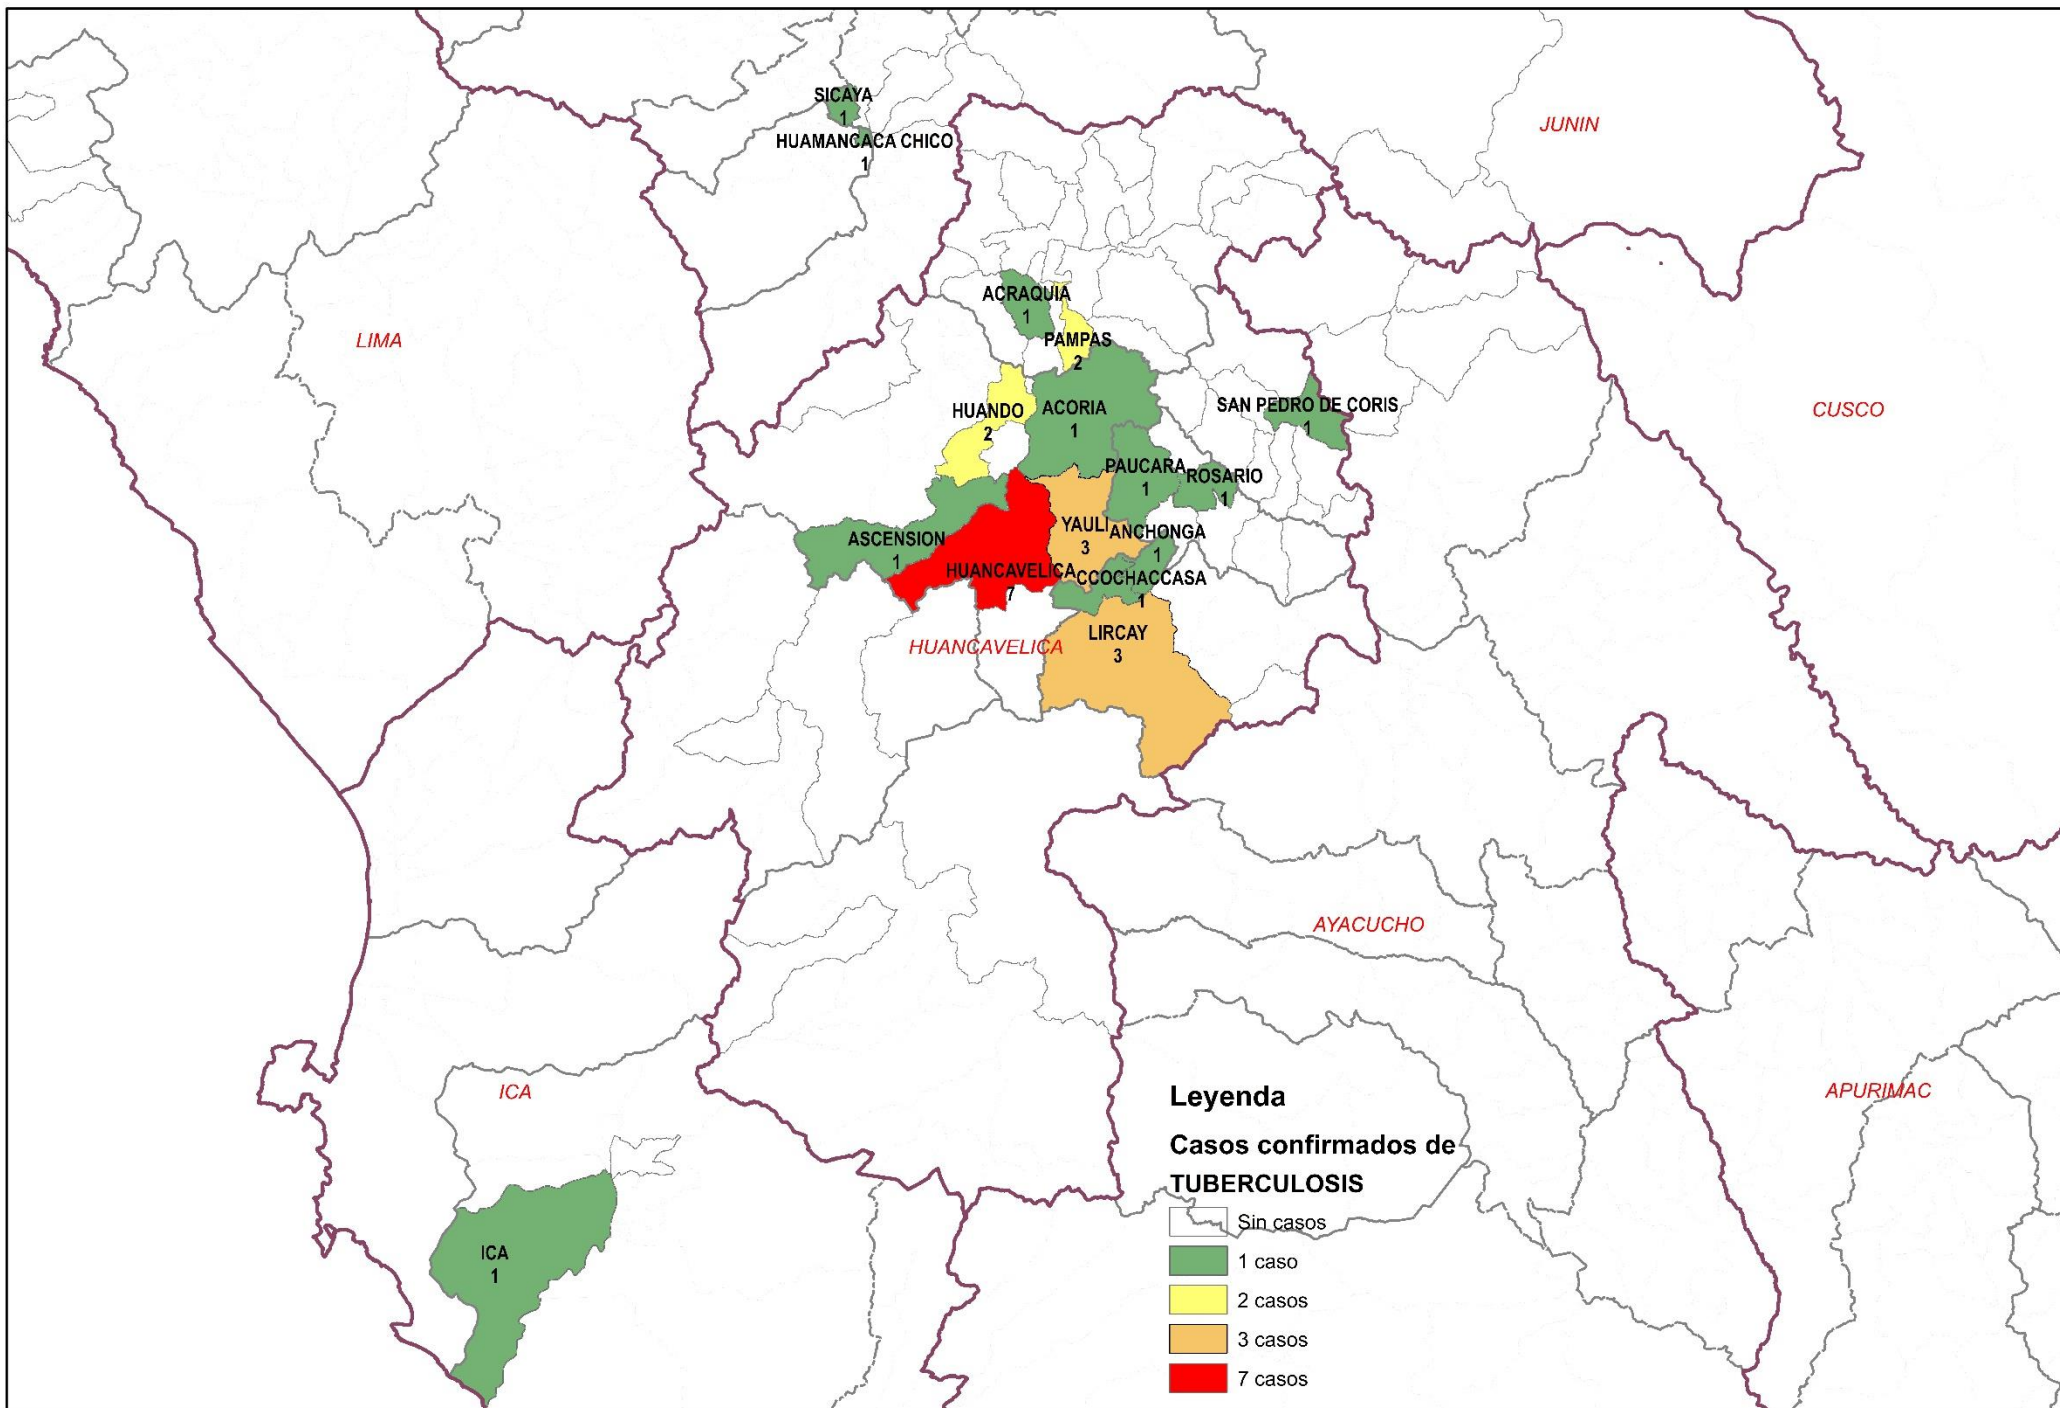 SICAYA
1
HUAMANCACA CHICO
1
JUNIN
ACRAQUIA
1
LIMA
PAMPAS
2
HUANDO
2
ACORIA
1
SAN PEDRO DE CORIS
1
CUSCO
PAUCARA
1
ROSARIO
1
ASCENSION
1
YAULI
3
ANCHONGA
1
HUANCAVELICA
7
CCOCHACCASA
1
LIRCAY
3
HUANCAVELICA
AYACUCHO
ICA
APURIMAC
ICA
1
Leyenda
Casos confirmados de
TUBERCULOSIS
Sin casos
1 caso
2 casos
3 casos
7 casos